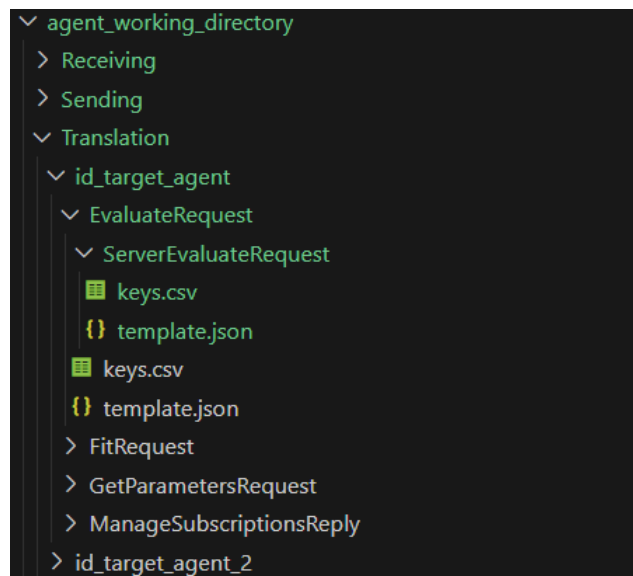 agent_working_directory
Receiving
Sending
Translation
id_target_agent
EvaluateRequest
ServerEvaluateRequest
keys.csv
template.json
keys.csv
template.json
FitRequest
GetParametersRequest
ManageSubscriptionsReply
id_target_agent_2